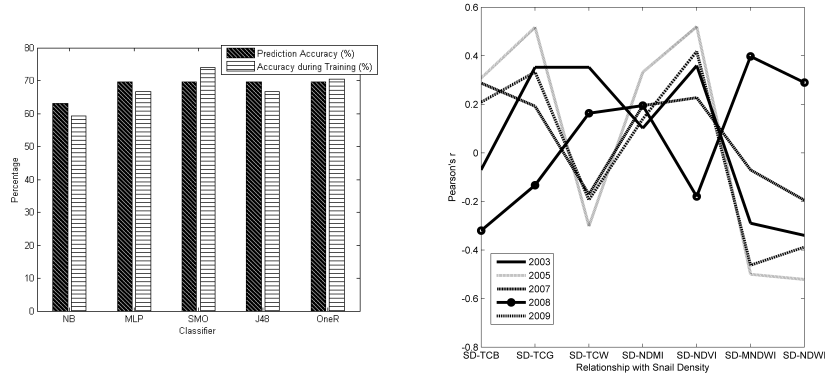 80
70
60
50
40
30
20
10
0
Percentage
Prediction Accuracy (%)
Accuracy during Training (%)
NB MLP SMO J48 OneR
Classifier
0.6
0.4
0.2
0
-0.2
-0.4
-0.6
-0.8
Pearson's r
2003
2005
2007
2008
2009
SD-TCB SD-TCG SD-TCW SD-NDMI SD-NDVI SD-MNDWI SD-NDWI
Relationship with Snail Density